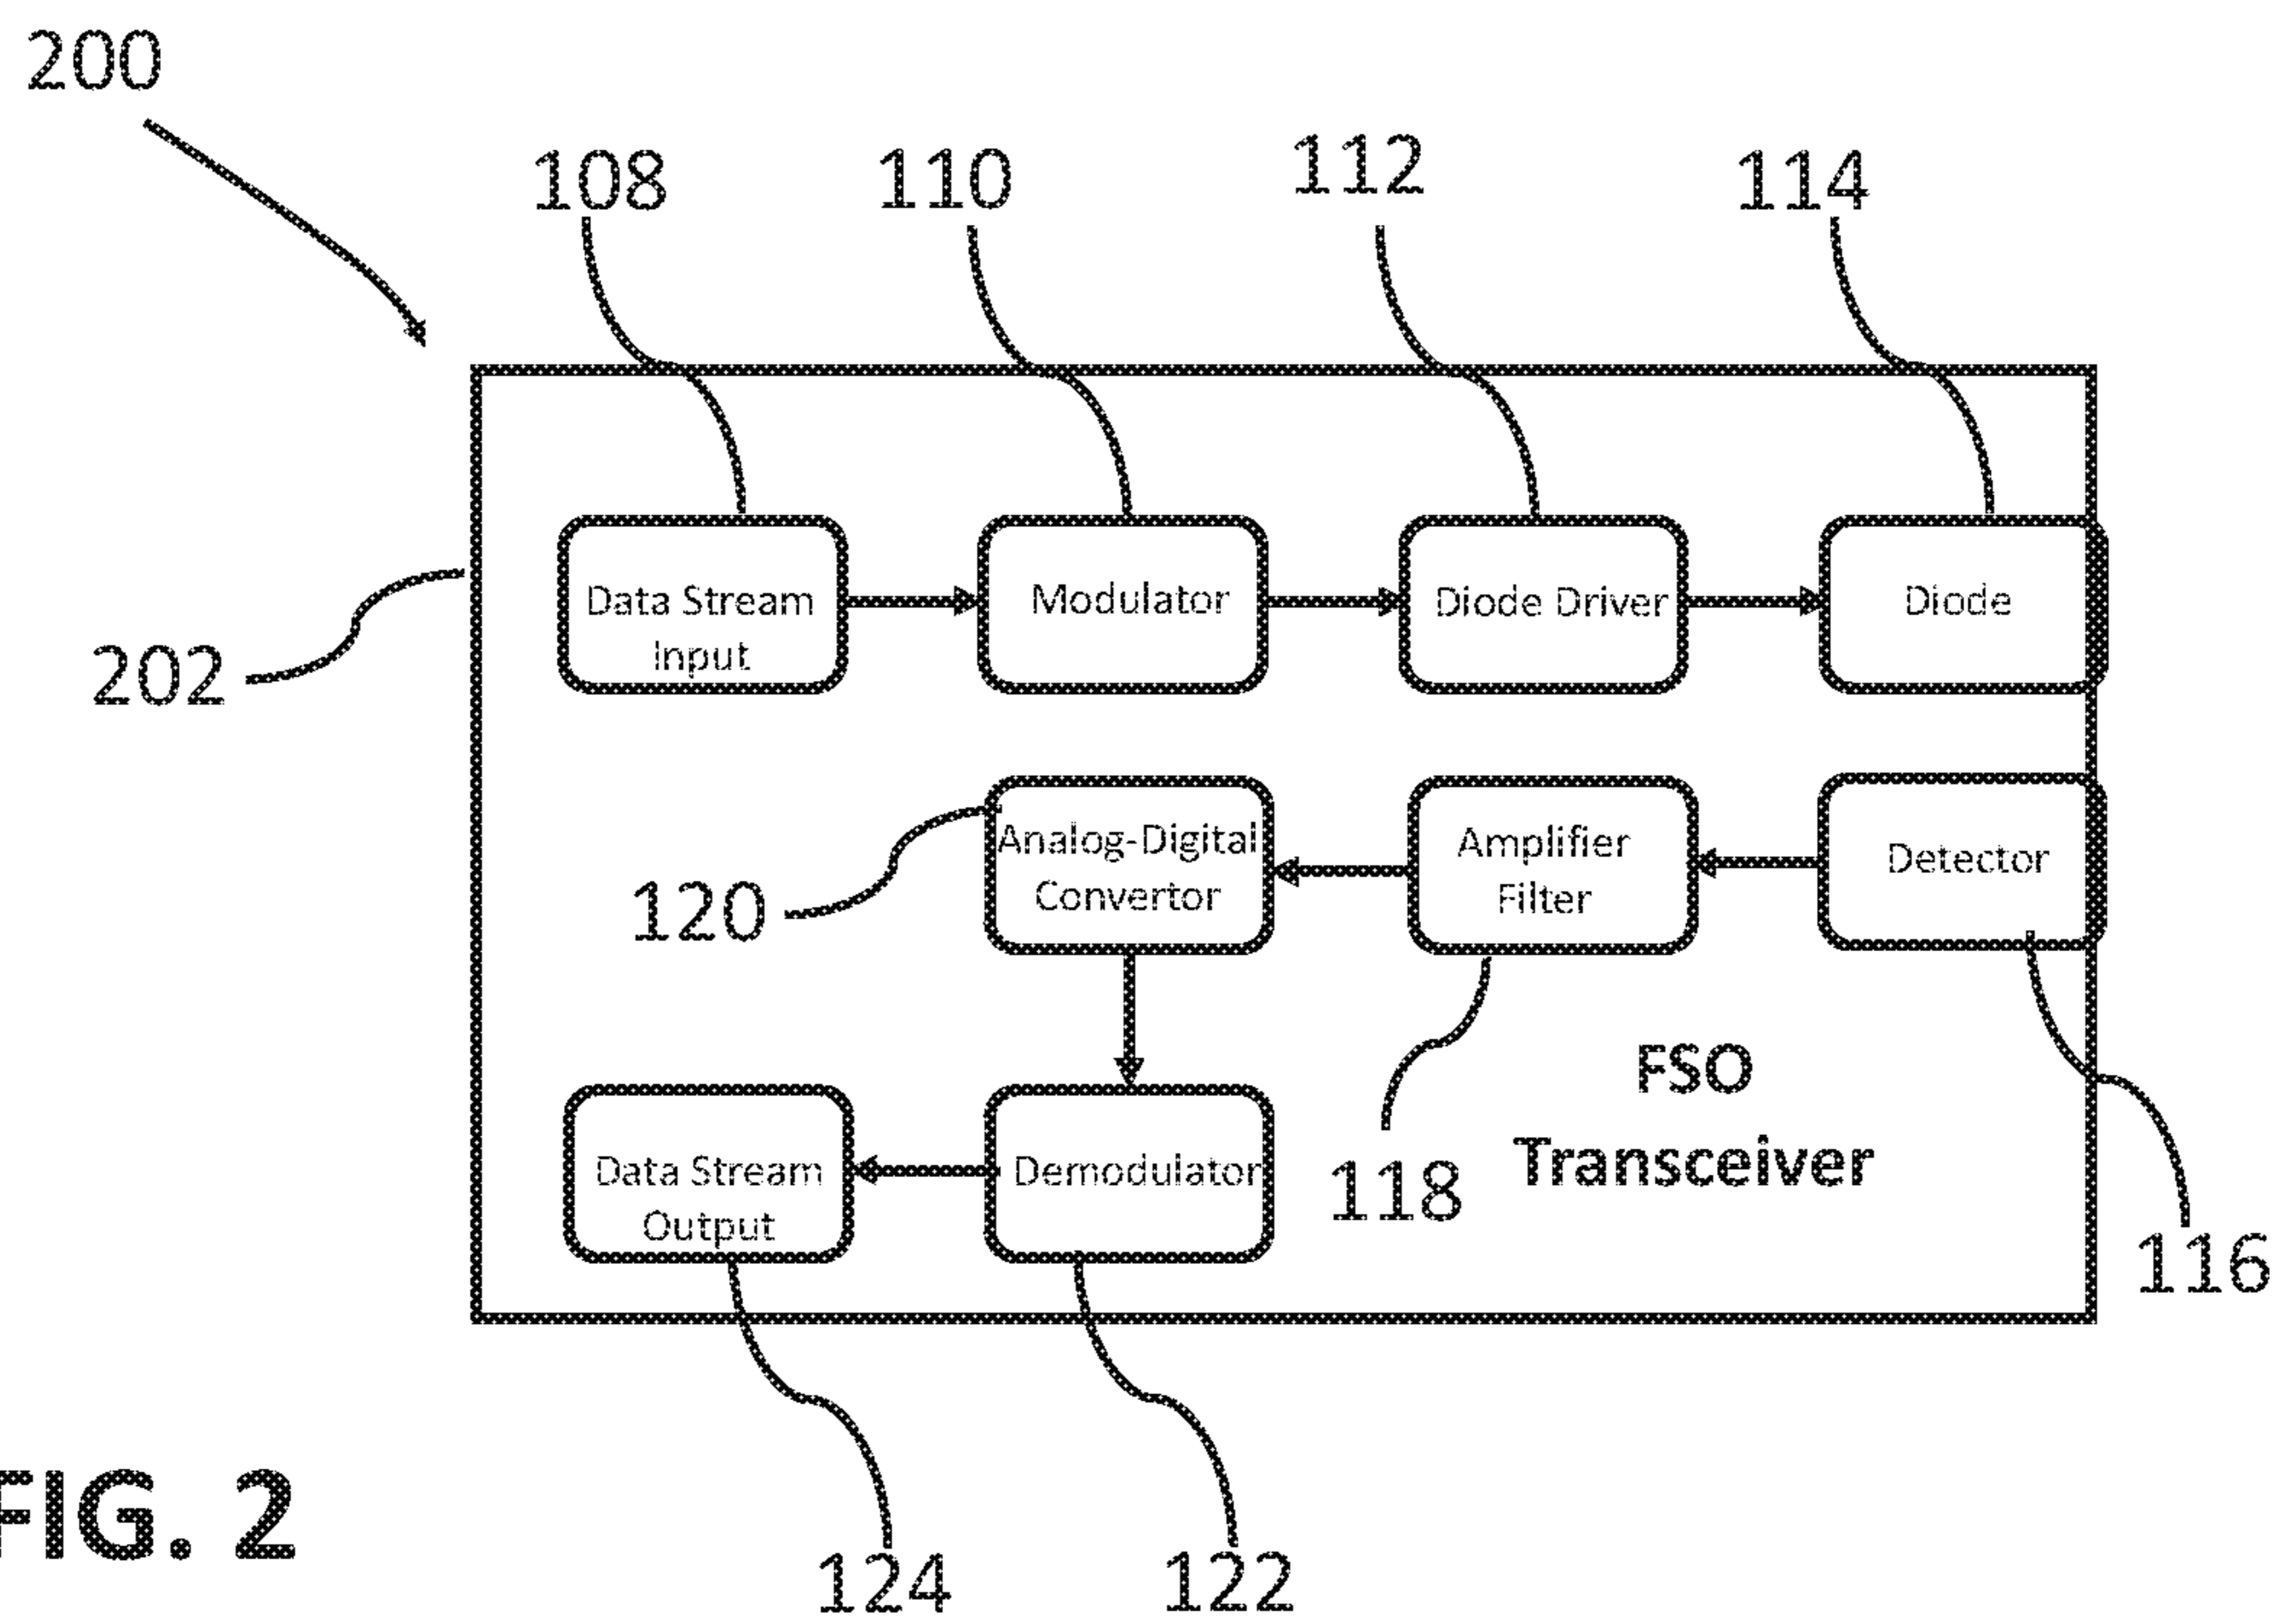 200
108
110
112
114
Data Stream
Input
Modulator
Diode Driver
Diode
202
Analog-Digital
Convertor
Amplifier
Filter
Detector
120
FSO
Transceiver
Data Stream
Output
Demodulator
118
116
FIG. 2
124
122